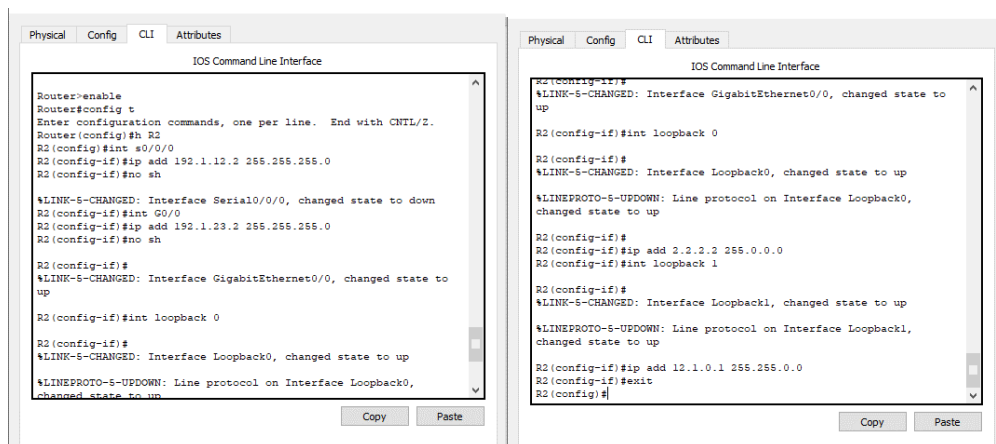 Physical Config CLI Attributes
IOS Command Line Interface
Router>enable
Router#config t
Enter configuration commands, one per line.  End with CNTL/Z.
Router(config)#h R2
R2(config)#int s0/0/0
R2(config-if)#ip add 192.1.12.2 255.255.255.0
R2(config-if)#no sh
%LINK-5-CHANGED: Interface Serial0/0/0, changed state to down
R2(config-if)#int G0/0
R2(config-if)#ip add 192.1.23.2 255.255.255.0
R2(config-if)#no sh
R2(config-if)#
%LINK-5-CHANGED: Interface GigabitEthernet0/0, changed state to
up
R2(config-if)#int loopback 0
R2(config-if)#
%LINK-5-CHANGED: Interface Loopback0, changed state to up
%LINEPROTO-5-UPDOWN: Line protocol on Interface Loopback0,
changed state to up
Copy Paste
Physical Config CLI Attributes
IOS Command Line Interface
R2(config-if)#
%LINK-5-CHANGED: Interface GigabitEthernet0/0, changed state to
up
R2(config-if)#int loopback 0
R2(config-if)#
%LINK-5-CHANGED: Interface Loopback0, changed state to up
%LINEPROTO-5-UPDOWN: Line protocol on Interface Loopback0,
changed state to up
R2(config-if)#
R2(config-if)#ip add 2.2.2.2 255.0.0.0
R2(config-if)#int loopback 1
R2(config-if)#
%LINK-5-CHANGED: Interface Loopback1, changed state to up
%LINEPROTO-5-UPDOWN: Line protocol on Interface Loopback1,
changed state to up
R2(config-if)#ip add 12.1.0.1 255.255.0.0
R2(config-if)#exit
R2(config)#
Copy Paste